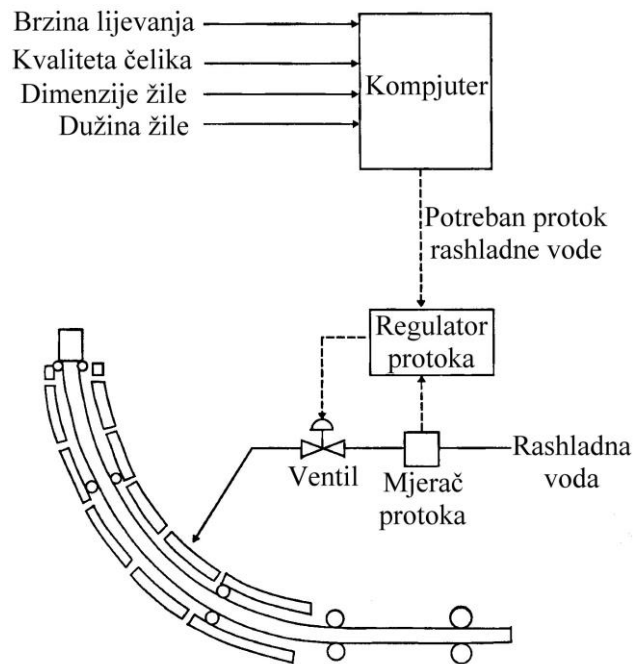 Brzina lijevanja
Kvaliteta čelika
Dimenzije žile
Dužina žile
Kompjuter
Potreban protok
rashladne vode
Regulator
protoka
Ventil
Mjerač
protoka
Rashladna
voda